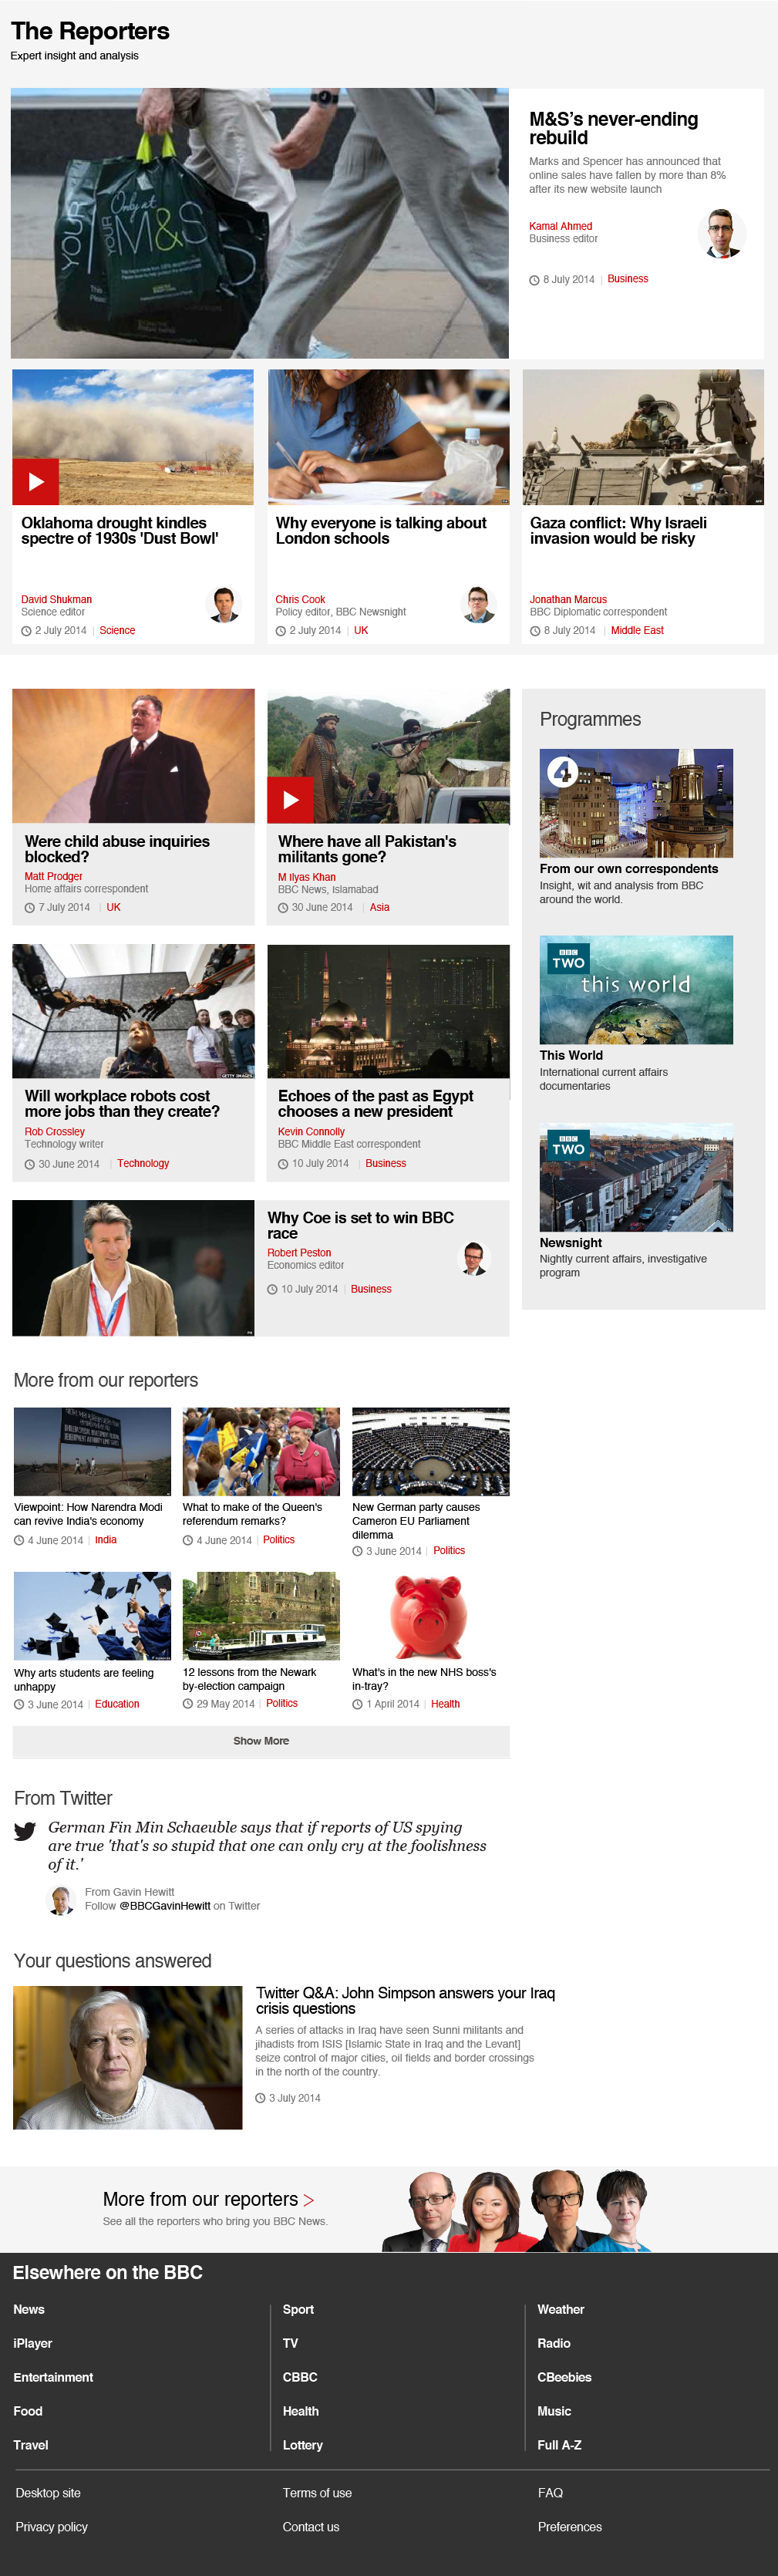 The Reporters
Expert insight and analysis
YOUR
YOUR
Only at
M&S
M&S's never-ending
rebuild
Marks and Spencer has announced that
online sales have fallen by more than 8%
after its new website launch
Kamal Ahmed
Business editor
8 July 2014 | Business
Oklahoma drought kindles
spectre of 1930s 'Dust Bowl'
David Shukman
Science editor
2 July 2014 | Science
Why everyone is talking about
London schools
Chris Cook
Policy editor, BBC Newsnight
2 July 2014 | UK
Gaza conflict: Why Israeli
invasion would be risky
Jonathan Marcus
BBC Diplomatic correspondent
8 July 2014 | Middle East
Were child abuse inquiries
blocked?
Matt Prodger
Home affairs correspondent
7 July 2014 | UK
Where have all Pakistan's
militants gone?
M Ilyas Khan
BBC News, Islamabad
30 June 2014 | Asia
GETTY IMAGES
Will workplace robots cost
more jobs than they create?
Rob Crossley
Technology writer
30 June 2014 | Technology
Echoes of the past as Egypt
chooses a new president
Kevin Connolly
BBC Middle East correspondent
10 July 2014 | Business
Why Coe is set to win BBC
race
Robert Peston
Economics editor
10 July 2014 | Business
Programmes
4
From our own correspondents
Insight, wit and analysis from BBC
around the world.
BBC
TWO
this world
This World
International current affairs
documentaries
BBC
TWO
Newsnight
Nightly current affairs, investigative
program
More from our reporters
Viewpoint: How Narendra Modi
can revive India's economy
4 June 2014 | India
What to make of the Queen's
referendum remarks?
4 June 2014 | Politics
New German party causes
Cameron EU Parliament
dilemma
3 June 2014 | Politics
Why arts students are feeling
unhappy
3 June 2014 | Education
12 lessons from the Newark
by-election campaign
29 May 2014 | Politics
What's in the new NHS boss's
in-tray?
1 April 2014 | Health
Show More
From Twitter
German Fin Min Schaeuble says that if reports of US spying
are true 'that's so stupid that one can only cry at the foolishness
of it.'
From Gavin Hewitt
Follow @BBCGavinHewitt on Twitter
Your questions answered
Twitter Q&A: John Simpson answers your Iraq
crisis questions
A series of attacks in Iraq have seen Sunni militants and
jihadists from ISIS [Islamic State in Iraq and the Levant]
seize control of major cities, oil fields and border crossings
in the north of the country.
3 July 2014
More from our reporters >
See all the reporters who bring you BBC News.
Elsewhere on the BBC
News
Sport
Weather
iPlayer
TV
Radio
Entertainment
CBBC
CBeebies
Food
Health
Music
Travel
Lottery
Full A-Z
Desktop site
Terms of use
FAQ
Privacy policy
Contact us
Preferences